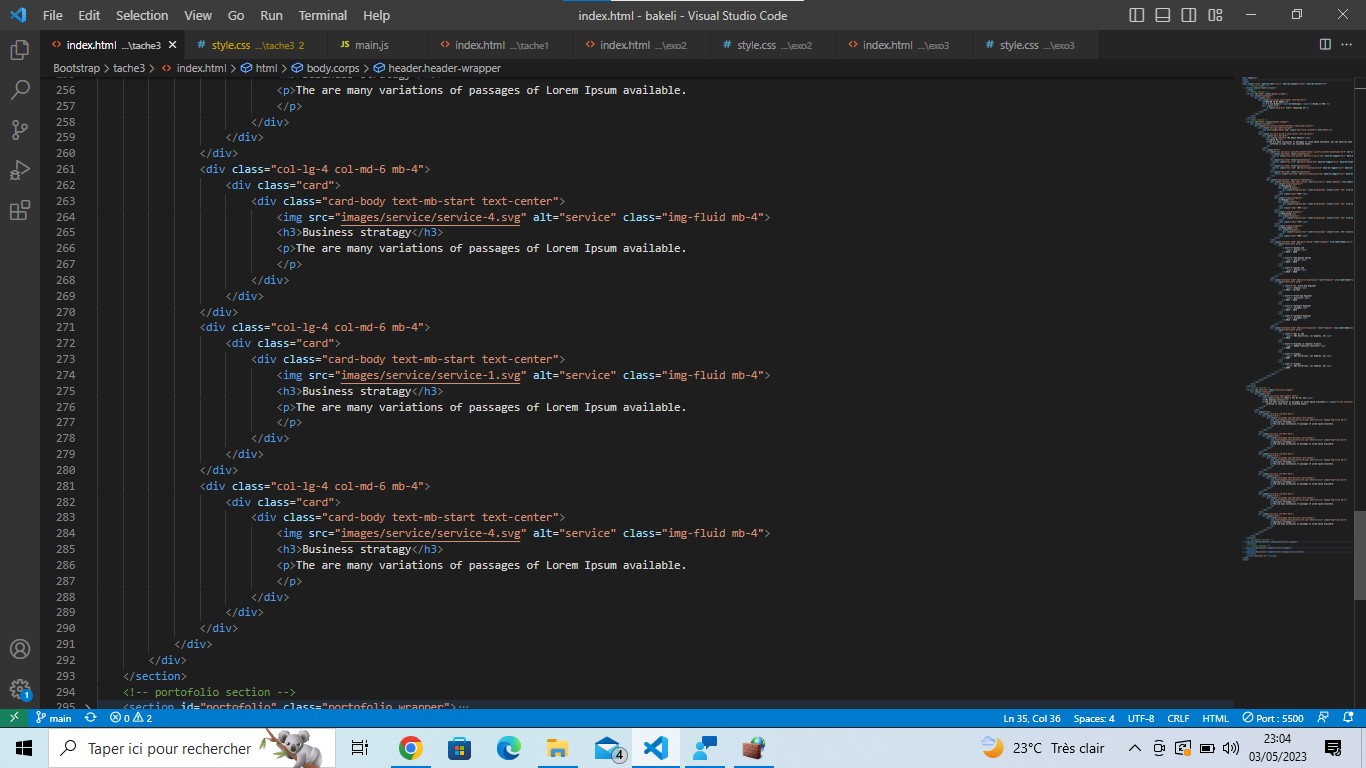 File Edit Selection View Go Run Terminal Help index.html - bakeli - Visual Studio Code
index.html ...\tache3 style.css ...\tache3 2 main.js index.html ...\tache1 index.html ...\exo2 style.css ...\exo2 index.html ...\exo3 style.css ...\exo3
Bootstrap > tache3 > index.html > html > body.corps > header.header-wrapper
256 <p>The are many variations of passages of Lorem Ipsum available.
257 </p>
258 </div>
259 </div>
260 </div>
261 <div class="col-lg-4 col-md-6 mb-4">
262 <div class="card">
263 <div class="card-body text-mb-start text-center">
264 <img src="images/service/service-4.svg" alt="service" class="img-fluid mb-4">
265 <h3>Business stratagy</h3>
266 <p>The are many variations of passages of Lorem Ipsum available.
267 </p>
268 </div>
269 </div>
270 </div>
271 <div class="col-lg-4 col-md-6 mb-4">
272 <div class="card">
273 <div class="card-body text-mb-start text-center">
274 <img src="images/service/service-1.svg" alt="service" class="img-fluid mb-4">
275 <h3>Business stratagy</h3>
276 <p>The are many variations of passages of Lorem Ipsum available.
277 </p>
278 </div>
279 </div>
280 </div>
281 <div class="col-lg-4 col-md-6 mb-4">
282 <div class="card">
283 <div class="card-body text-mb-start text-center">
284 <img src="images/service/service-4.svg" alt="service" class="img-fluid mb-4">
285 <h3>Business stratagy</h3>
286 <p>The are many variations of passages of Lorem Ipsum available.
287 </p>
288 </div>
289 </div>
290 </div>
291 </div>
292 </div>
293 </section>
294 <!-- portofolio section -->
295 <section id="portofolio" class="portofolio wrapper">...
main 0 2 Ln 35, Col 36 Spaces: 4 UTF-8 CRLF HTML Port : 5500
Taper ici pour rechercher 4 23°C Très clair 23:04
03/05/2023